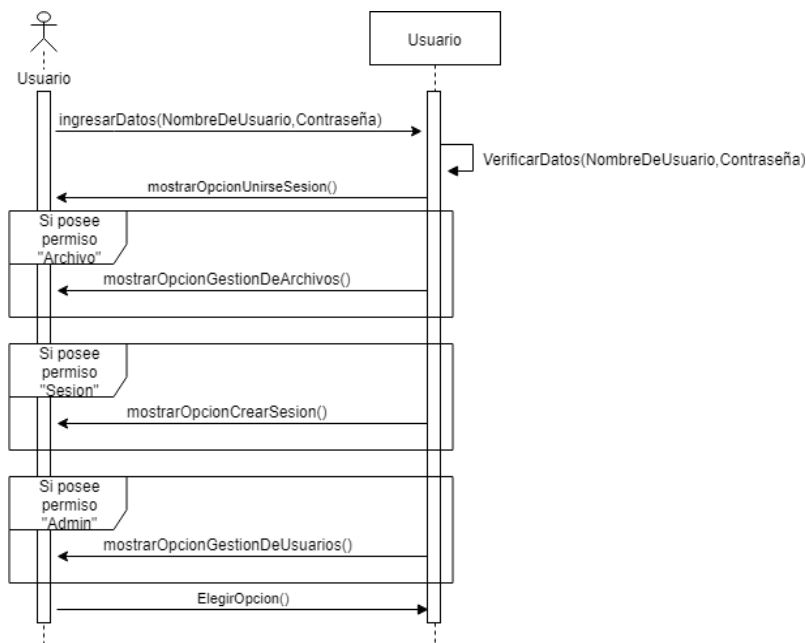 Usuario
Usuario
ingresarDatos(NombreDeUsuario,Contraseña)
VerificarDatos(NombreDeUsuario,Contraseña)
mostrarOpcionUnirseSesion()
Si posee
permiso
"Archivo"
mostrarOpcionGestionDeArchivos()
Si posee
permiso
"Sesion"
mostrarOpcionCrearSesion()
Si posee
permiso
"Admin"
mostrarOpcionGestionDeUsuarios()
ElegirOpcion()